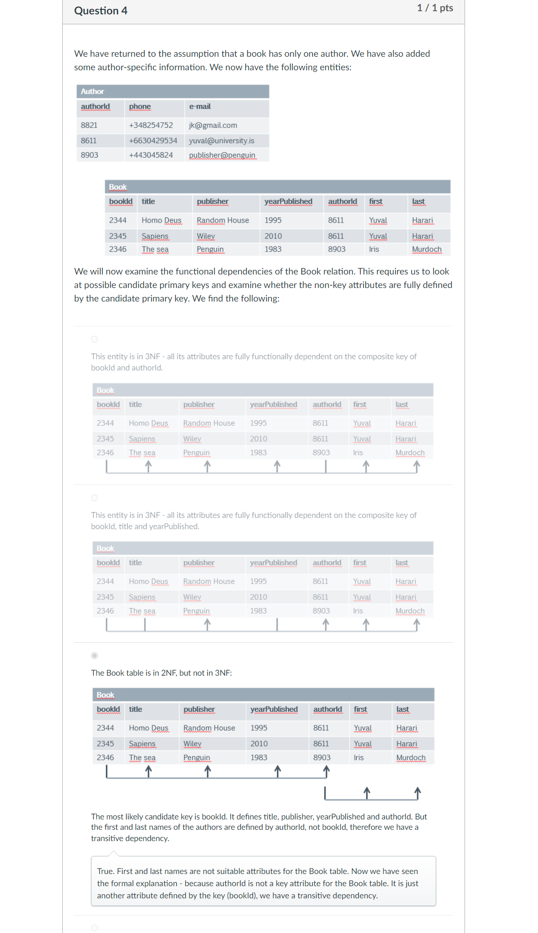 Question 4
1 / 1 pts
We have returned to the assumption that a book has only one author. We have also added
some author-specific information. We now have the following entities:
Author
authorId phone e-mail
8821 +348254752 jk@gmail.com
8611 +6630429534 yuval@university.is
8903 +443045824 publisher@penguin
Book
bookId title publisher yearPublished authorId first last
2344 Homo Deus Random House 1995 8611 Yuval Harari
2345 Sapiens Wiley 2010 8611 Yuval Harari
2346 The sea Penguin 1983 8903 Iris Murdoch
We will now examine the functional dependencies of the Book relation. This requires us to look
at possible candidate primary keys and examine whether the non-key attributes are fully defined
by the candidate primary key. We find the following:
This entity is in 3NF - all its attributes are fully functionally dependent on the composite key of
bookId and authorId.
Book
bookId title publisher yearPublished authorId first last
2344 Homo Deus Random House 1995 8611 Yuval Harari
2345 Sapiens Wiley 2010 8611 Yuval Harari
2346 The sea Penguin 1983 8903 Iris Murdoch
This entity is in 3NF - all its attributes are fully functionally dependent on the composite key of
bookId, title and yearPublished.
Book
bookId title publisher yearPublished authorId first last
2344 Homo Deus Random House 1995 8611 Yuval Harari
2345 Sapiens Wiley 2010 8611 Yuval Harari
2346 The sea Penguin 1983 8903 Iris Murdoch
The Book table is in 2NF, but not in 3NF:
Book
bookId title publisher yearPublished authorId first last
2344 Homo Deus Random House 1995 8611 Yuval Harari
2345 Sapiens Wiley 2010 8611 Yuval Harari
2346 The sea Penguin 1983 8903 Iris Murdoch
The most likely candidate key is bookId. It defines title, publisher, yearPublished and authorId. But
the first and last names of the authors are defined by authorId, not bookId, therefore we have a
transitive dependency.
True. First and last names are not suitable attributes for the Book table. Now we have seen
the formal explanation - because authorId is not a key attribute for the Book table. It is just
another attribute defined by the key (bookId), we have a transitive dependency.